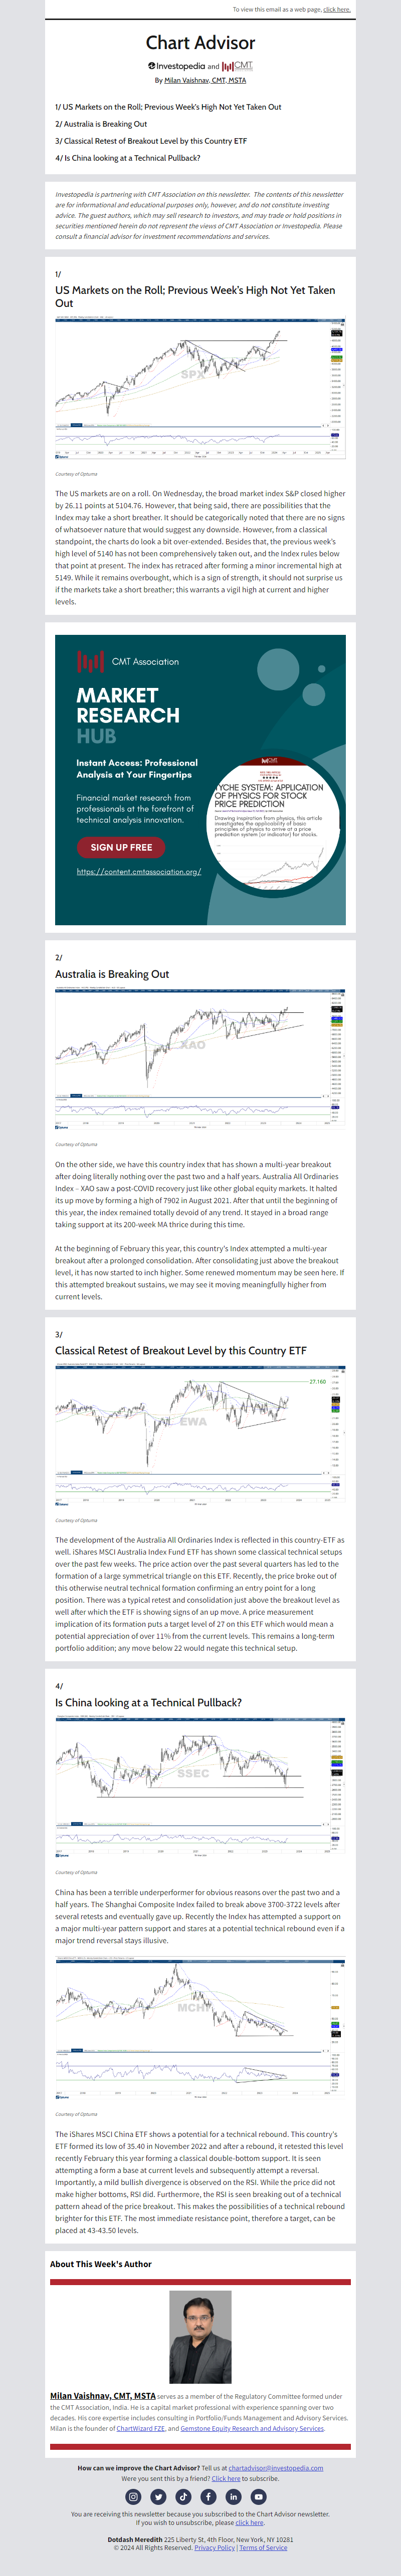 To view this email as a web page, click here.
Chart Advisor
Investopedia and CMT
By Milan Vaishnav, CMT, MSTA
1/ US Markets on the Roll; Previous Week's High Not Yet Taken Out
2/ Australia is Breaking Out
3/ Classical Retest of Breakout Level by this Country ETF
4/ Is China looking at a Technical Pullback?
Investopedia is partnering with CMT Association on this newsletter. The contents of this newsletter
are for informational and educational purposes only, however, and do not constitute investing
advice. The guest authors, which may sell research to investors, and may trade or hold positions in
securities mentioned herein do not represent the views of CMT Association or Investopedia. Please
consult a financial advisor for investment recommendations and services.
1/
US Markets on the Roll; Previous Week's High Not Yet Taken
Out
SPX
Courtesy of Optuma
The US markets are on a roll. On Wednesday, the broad market index S&P closed higher
by 26.11 points at 5104.76. However, that being said, there are possibilities that the
Index may take a short breather. It should be categorically noted that there are no signs
of whatsoever nature that would suggest any downside. However, from a classical
standpoint, the charts do look a bit over-extended. Besides that, the previous week's
high level of 5140 has not been comprehensively taken out, and the Index rules below
that point at present. The index has retraced after forming a minor incremental high at
5149. While it remains overbought, which is a sign of strength, it should not surprise us
if the markets take a short breather; this warrants a vigil high at current and higher
levels.
CMT Association
MARKET
RESEARCH
HUB
Instant Access: Professional
Analysis at Your Fingertips
Financial market research from
professionals at the forefront of
technical analysis innovation.
SIGN UP FREE
https://content.cmtassociation.org/
YCHE SYSTEM: APPLICATION
OF PHYSICS FOR STOCK
PRICE PREDICTION
Drawing inspiration from physics, this article
investigates the applicability of basic
principles of physics to arrive at a price
prediction system (or indicator) for stocks.
2/
Australia is Breaking Out
XAO
Courtesy of Optuma
On the other side, we have this country index that has shown a multi-year breakout
after doing literally nothing over the past two and a half years. Australia All Ordinaries
Index – XAO saw a post-COVID recovery just like other global equity markets. It halted
its up move by forming a high of 7902 in August 2021. After that until the beginning of
this year, the index remained totally devoid of any trend. It stayed in a broad range
taking support at its 200-week MA thrice during this time.
At the beginning of February this year, this country's Index attempted a multi-year
breakout after a prolonged consolidation. After consolidating just above the breakout
level, it has now started to inch higher. Some renewed momentum may be seen here. If
this attempted breakout sustains, we may see it moving meaningfully higher from
current levels.
3/
Classical Retest of Breakout Level by this Country ETF
27.160
EWA
Courtesy of Optuma
The development of the Australia All Ordinaries Index is reflected in this country-ETF as
well. iShares MSCI Australia Index Fund ETF has shown some classical technical setups
over the past few weeks. The price action over the past several quarters has led to the
formation of a large symmetrical triangle on this ETF. Recently, the price broke out of
this otherwise neutral technical formation confirming an entry point for a long
position. There was a typical retest and consolidation just above the breakout level as
well after which the ETF is showing signs of an up move. A price measurement
implication of its formation puts a target level of 27 on this ETF which would mean a
potential appreciation of over 11% from the current levels. This remains a long-term
portfolio addition; any move below 22 would negate this technical setup.
4/
Is China looking at a Technical Pullback?
SSEC
Courtesy of Optuma
China has been a terrible underperformer for obvious reasons over the past two and a
half years. The Shanghai Composite Index failed to break above 3700-3722 levels after
several retests and eventually gave up. Recently the Index has attempted a support on
a major multi-year pattern support and stares at a potential technical rebound even if a
major trend reversal stays illusive.
MCHI
Courtesy of Optuma
The iShares MSCI China ETF shows a potential for a technical rebound. This country's
ETF formed its low of 35.40 in November 2022 and after a rebound, it retested this level
recently February this year forming a classical double-bottom support. It is seen
attempting a form a base at current levels and subsequently attempt a reversal.
Importantly, a mild bullish divergence is observed on the RSI. While the price did not
make higher bottoms, RSI did. Furthermore, the RSI is seen breaking out of a technical
pattern ahead of the price breakout. This makes the possibilities of a technical rebound
brighter for this ETF. The most immediate resistance point, therefore a target, can be
placed at 43-43.50 levels.
About This Week's Author
Milan Vaishnav, CMT, MSTA serves as a member of the Regulatory Committee formed under
the CMT Association, India. He is a capital market professional with experience spanning over two
decades. His core expertise includes consulting in Portfolio/Funds Management and Advisory Services.
Milan is the founder of ChartWizard FZE, and Gemstone Equity Research and Advisory Services.
How can we improve the Chart Advisor? Tell us at chartadvisor@investopedia.com
Were you sent this by a friend? Click here to subscribe.
You are receiving this newsletter because you subscribed to the Chart Advisor newsletter.
If you wish to unsubscribe, please click here.
Dotdash Meredith 225 Liberty St, 4th Floor, New York, NY 10281
© 2024 All Rights Reserved. Privacy Policy | Terms of Service